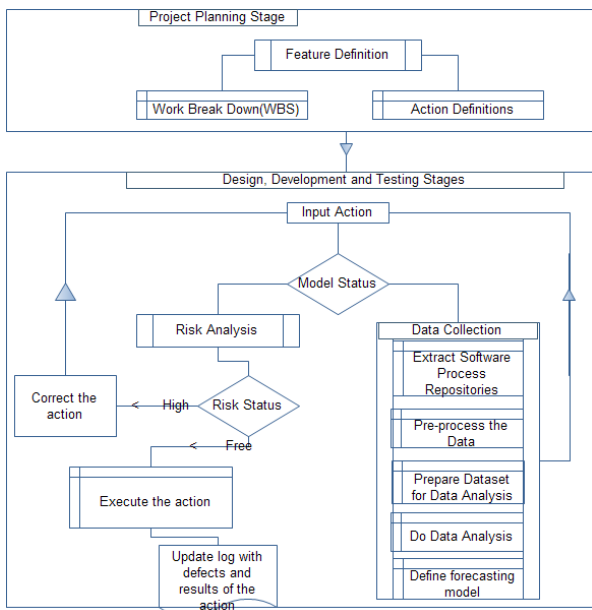 Project Planning Stage
Feature Definition
Work Break Down(WBS)
Action Definitions
Design, Development and Testing Stages
Input Action
Model Status
Risk Analysis
Data Collection
Extract Software
Process
Repositories
Correct the
action
< High
Risk Status
Pre-process the
Data
< Free
Execute the action
Prepare Dataset
for Data Analysis
Do Data Analysis
Update log with
defects and
results of the
action
Define forecasting
model